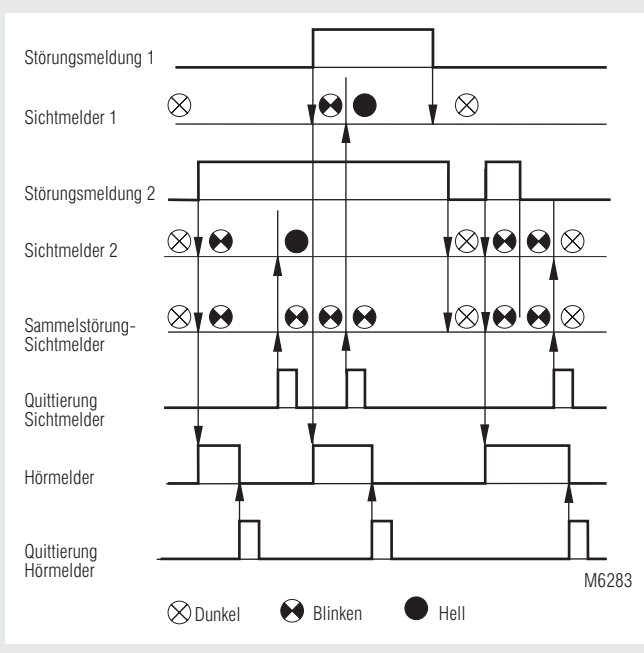 Störungsmeldung 1
Sichtmelder 1
Störungsmeldung 2
Sichtmelder 2
Sammelstörung-
Sichtmelder
Quittierung
Sichtmelder
Hörmelder
Quittierung
Hörmelder
M6283
Dunkel Blinken Hell